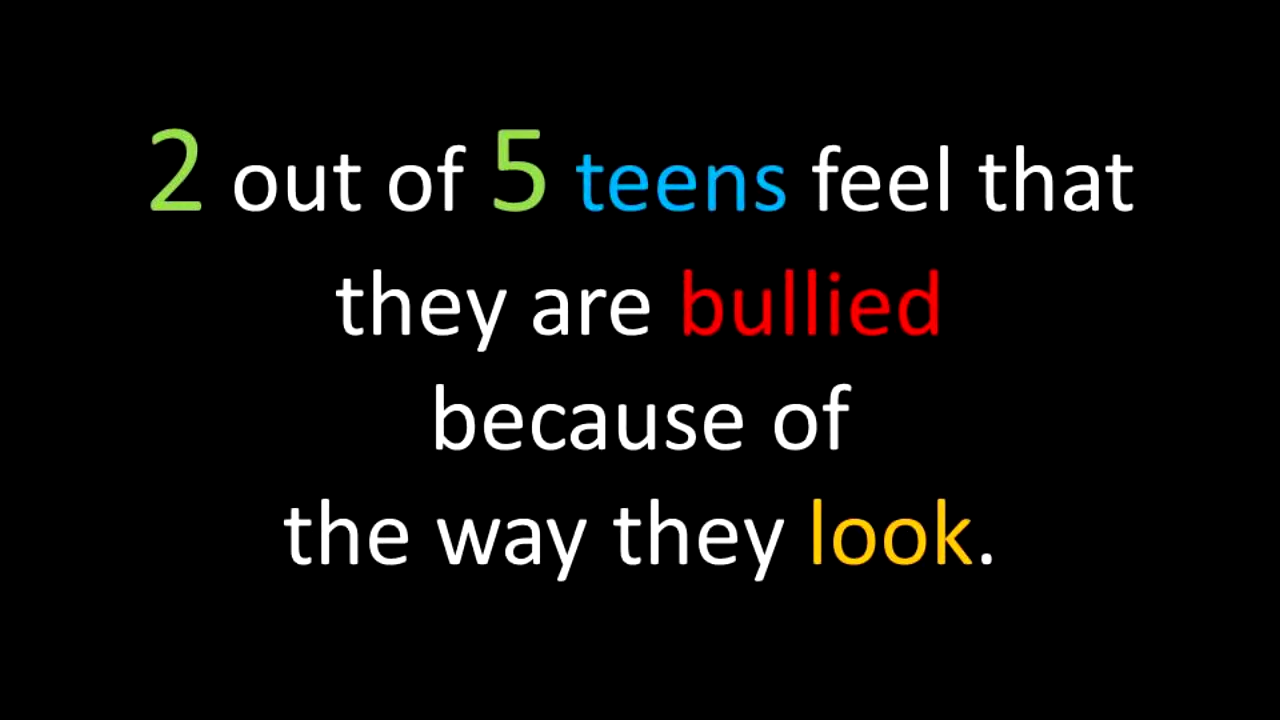 2 out of 5 teens feel that
they are bullied
because of
the way they look.